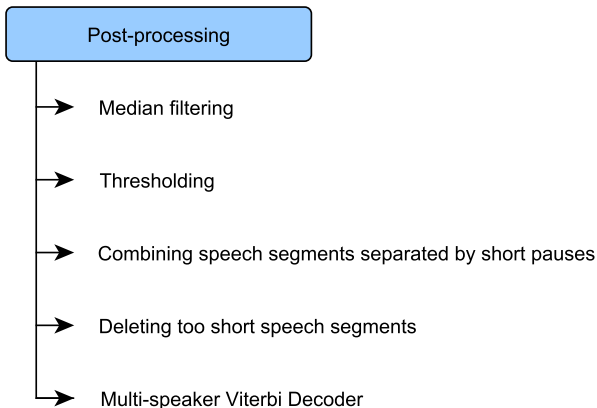 Post-processing
Median filtering
Thresholding
Combining speech segments separated by short pauses
Deleting too short speech segments
Multi-speaker Viterbi Decoder